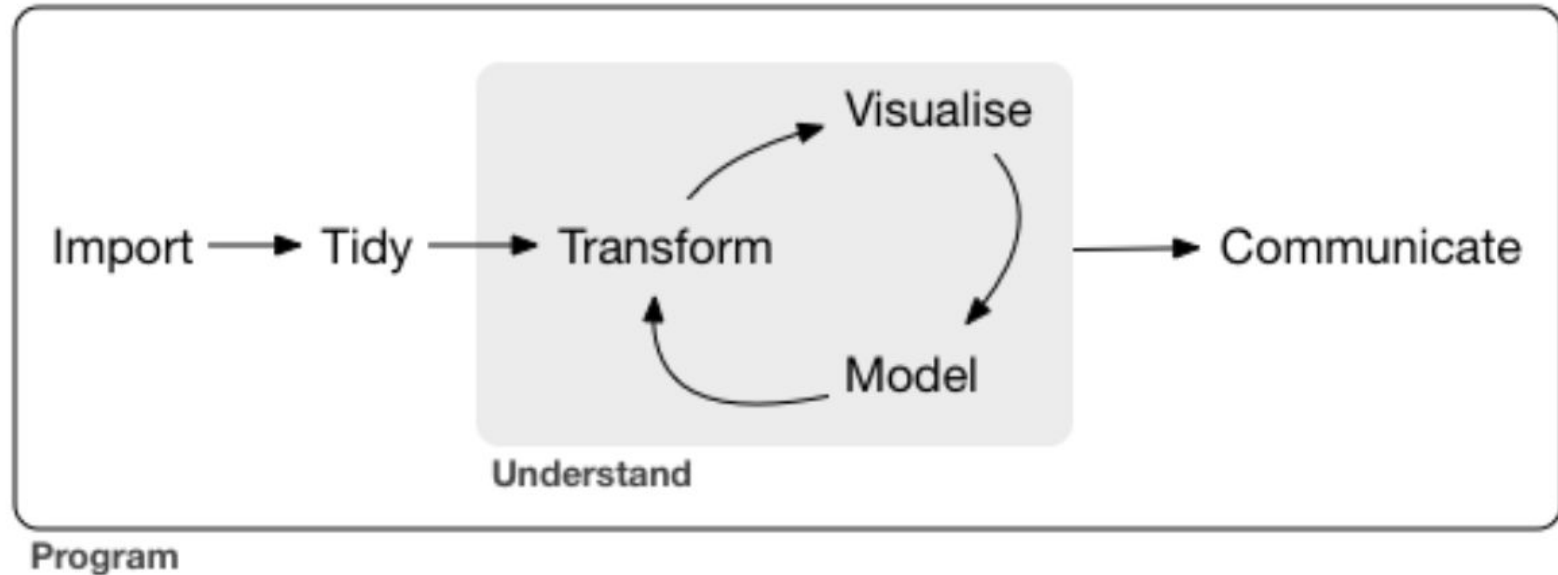 Visualise
Import
Tidy
Transform
Communicate
Model
Understand
Program